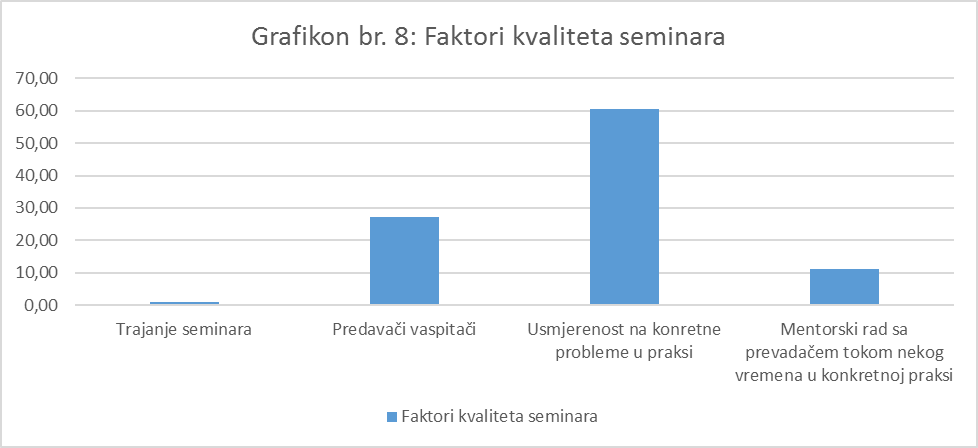 Grafikon br. 8: Faktori kvaliteta seminara
70,00
60,00
50,00
40,00
30,00
20,00
10,00
0,00
Trajanje seminara
Predavači vaspitači
Usmjerenost na konretne
probleme u praksi
Mentorski rad sa
prevadačem tokom nekog
vremena u konkretnoj praksi
Faktori kvaliteta seminara